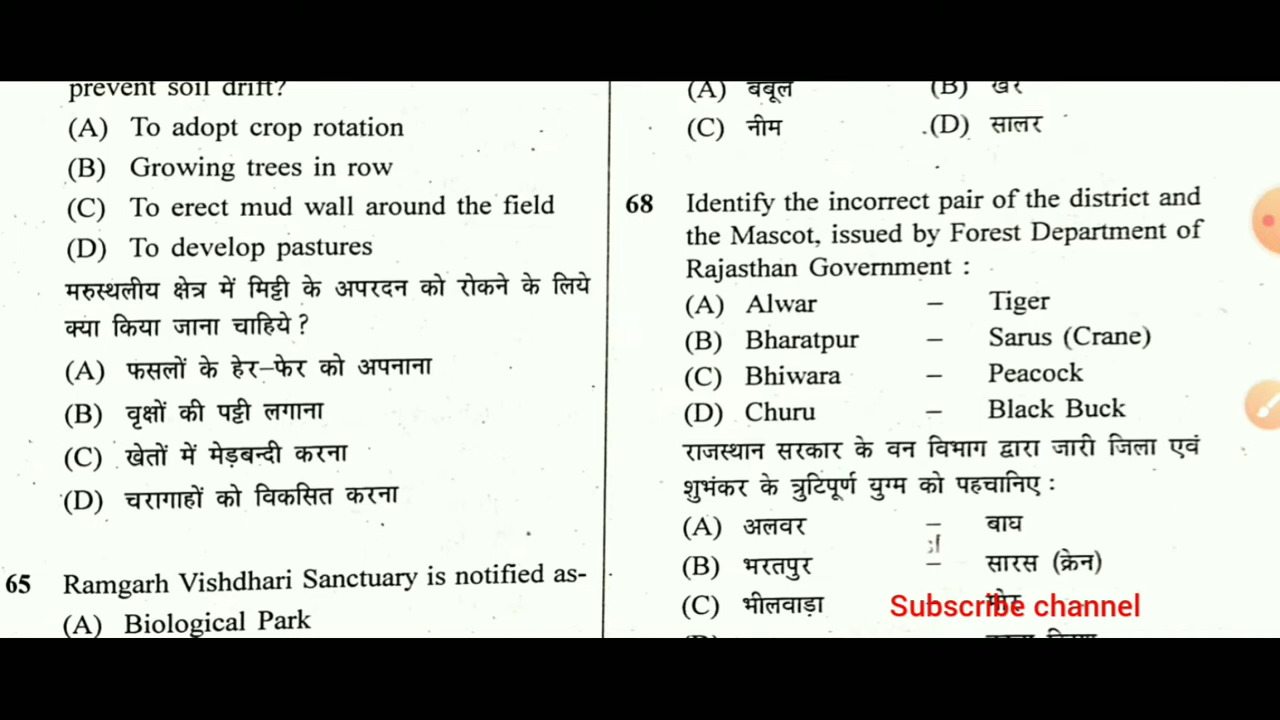 prevent soil drift?
(A) To adopt crop rotation
(B) Growing trees in row
(C) To erect mud wall around the field
(D) To develop pastures
मरुस्थलीय क्षेत्र में मिट्टी के अपरदन को रोकने के लिये
क्या किया जाना चाहिये ?
(A) फसलों के हेर-फेर को अपनाना
(B) वृक्षों की पट्टी लगाना
(C) खेतों में मेड़बन्दी करना
(D) चरागाहों को विकसित करना
65 Ramgarh Vishdhari Sanctuary is notified as-
(A) Biological Park
(A) बबूल (B) खैर
(C) नीम (D) सालर
68 Identify the incorrect pair of the district and
the Mascot, issued by Forest Department of
Rajasthan Government :
(A) Alwar – Tiger
(B) Bharatpur – Sarus (Crane)
(C) Bhiwara – Peacock
(D) Churu – Black Buck
राजस्थान सरकार के वन विभाग द्वारा जारी जिला एवं
शुभंकर के त्रुटिपूर्ण युग्म को पहचानिए :
(A) अलवर – बाघ
(B) भरतपुर – सारस (क्रेन)
(C) भीलवाड़ा मोर
Subscribe channel